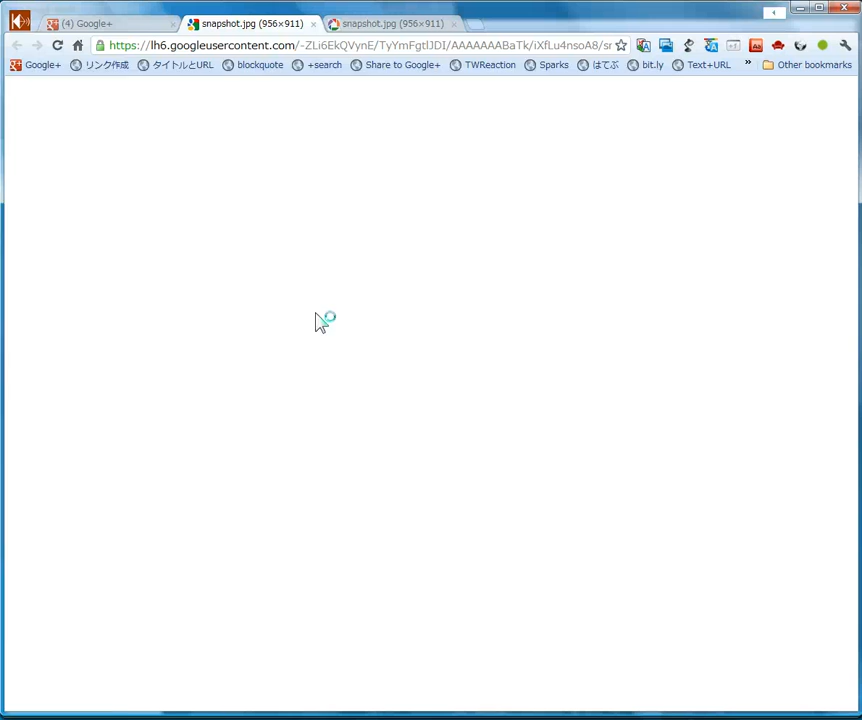 (4) Google+
snapshot.jpg (956×911)
snapshot.jpg (956×911)
https://lh6.googleusercontent.com/-ZLi6EkQVynE/TyYmFgtlJDI/AAAAAAABaTk/iXfLu4nsoA8/sr
Google+ リンク作成 タイトルとURL blockquote +search Share to Google+ TWReaction Sparks はてぶ bit.ly Text+URL » Other bookmarks